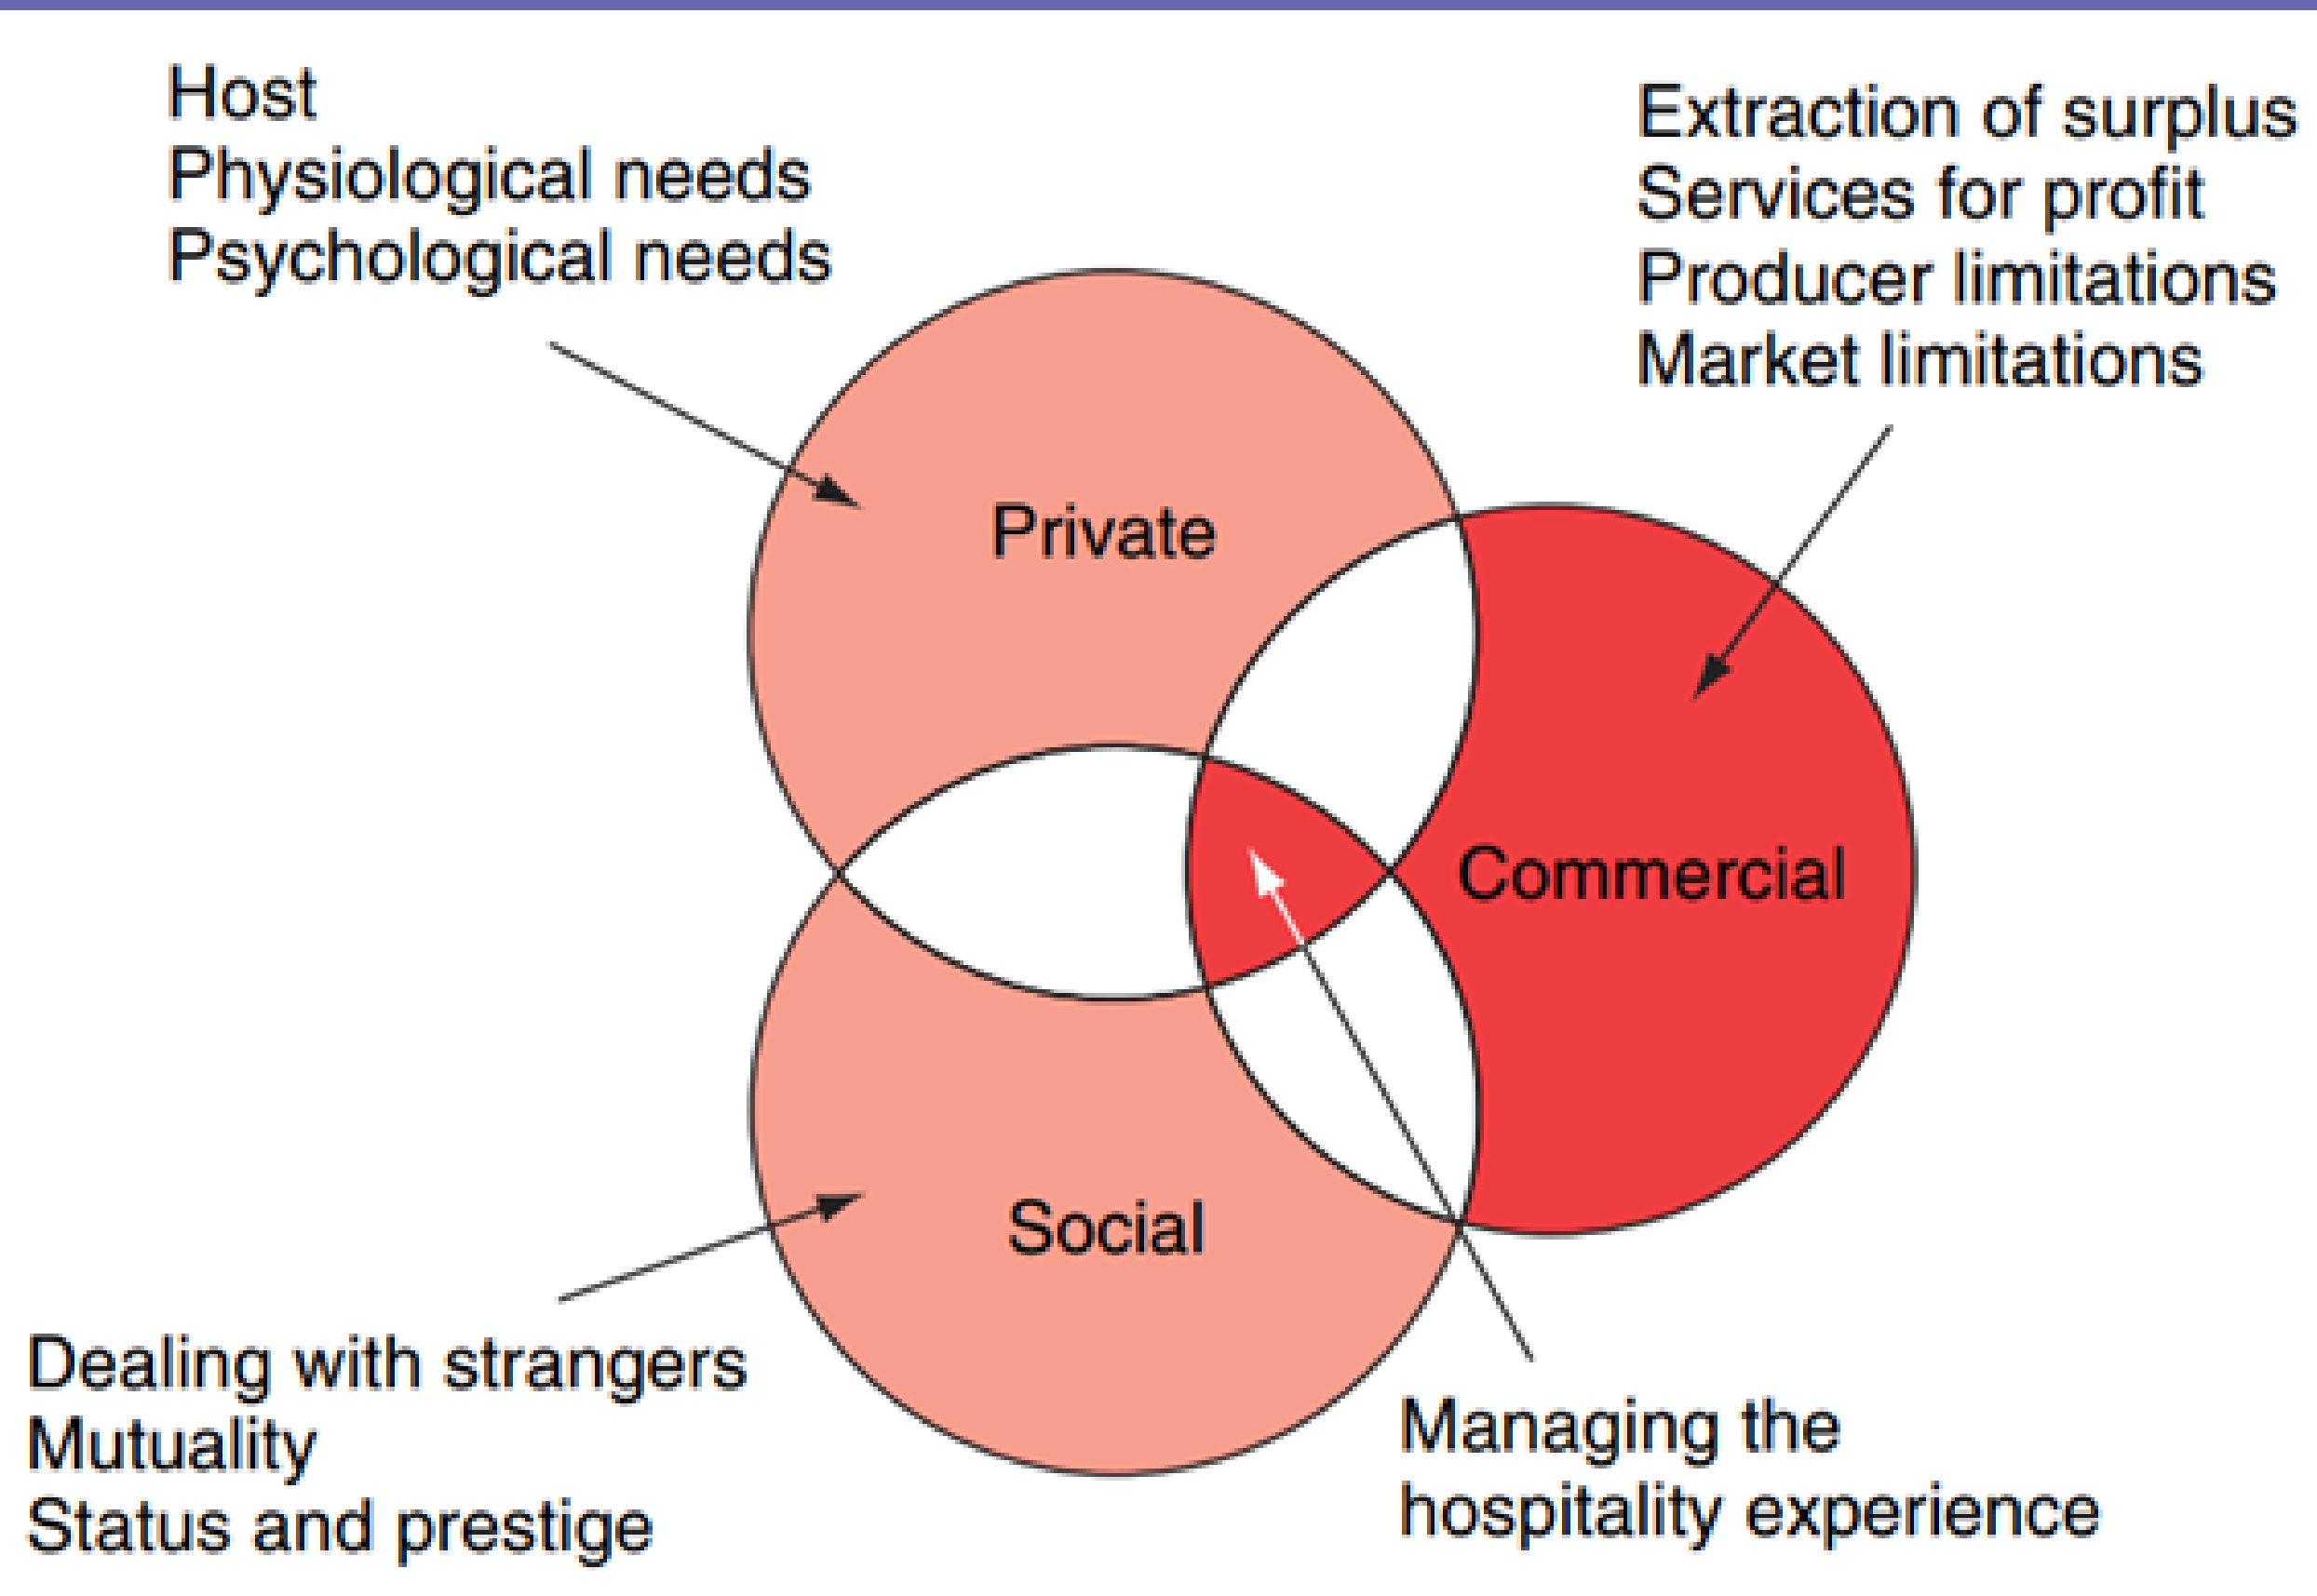 Host
Physiological needs
Psychological needs
Extraction of surplus
Services for profit
Producer limitations
Market limitations
Private
Commercial
Social
Dealing with strangers
Mutuality
Status and prestige
Managing the
hospitality experience